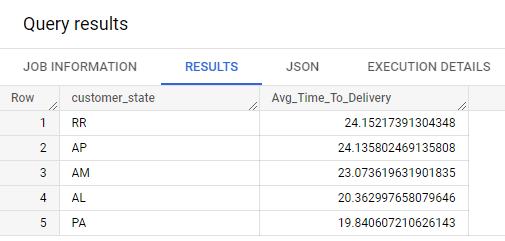 Query results
JOB INFORMATION RESULTS JSON EXECUTION DETAILS
Row customer_state Avg_Time_To_Delivery
1 RR 24.15217391304348
2 AP 24.135802469135808
3 AM 23.073619631901835
4 AL 20.362997658079646
5 PA 19.840607210626143